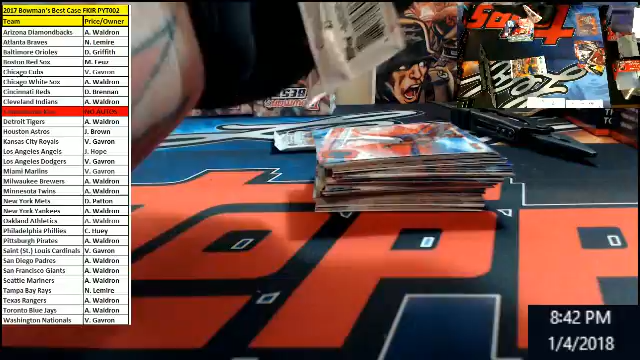 2017 Bowman's Best Case FKIR PYT002
Team Price/Owner
Arizona Diamondbacks A. Waldron
Atlanta Braves N. Lemire
Baltimore Orioles D. Griffith
Boston Red Sox M. Feuz
Chicago Cubs V. Gavron
Chicago White Sox A. Waldron
Cincinnati Reds D. Brennan
Cleveland Indians A. Waldron
NO AUTOS
Detroit Tigers A. Waldron
Houston Astros J. Brown
Kansas City Royals V. Gavron
Los Angeles Angels J. Hope
Los Angeles Dodgers V. Gavron
Miami Marlins V. Gavron
Milwaukee Brewers A. Waldron
Minnesota Twins A. Waldron
New York Mets D. Patton
New York Yankees A. Waldron
Oakland Athletics A. Waldron
Philadelphia Phillies C. Huey
Pittsburgh Pirates A. Waldron
Saint (St.) Louis Cardinals V. Gavron
San Diego Padres A. Waldron
San Francisco Giants A. Waldron
Seattle Mariners A. Waldron
Tampa Bay Rays N. Lemire
Texas Rangers A. Waldron
Toronto Blue Jays A. Waldron
Washington Nationals V. Gavron
8:42 PM
1/4/2018